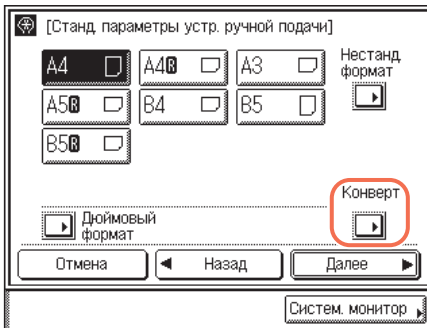 [Станд. параметры устр. ручной подачи]
A4 A4R A3 Нестанд. формат
A5R B4 B5
B5R
Конверт
Дюймовый
формат
Отмена Назад Далее
Систем. монитор